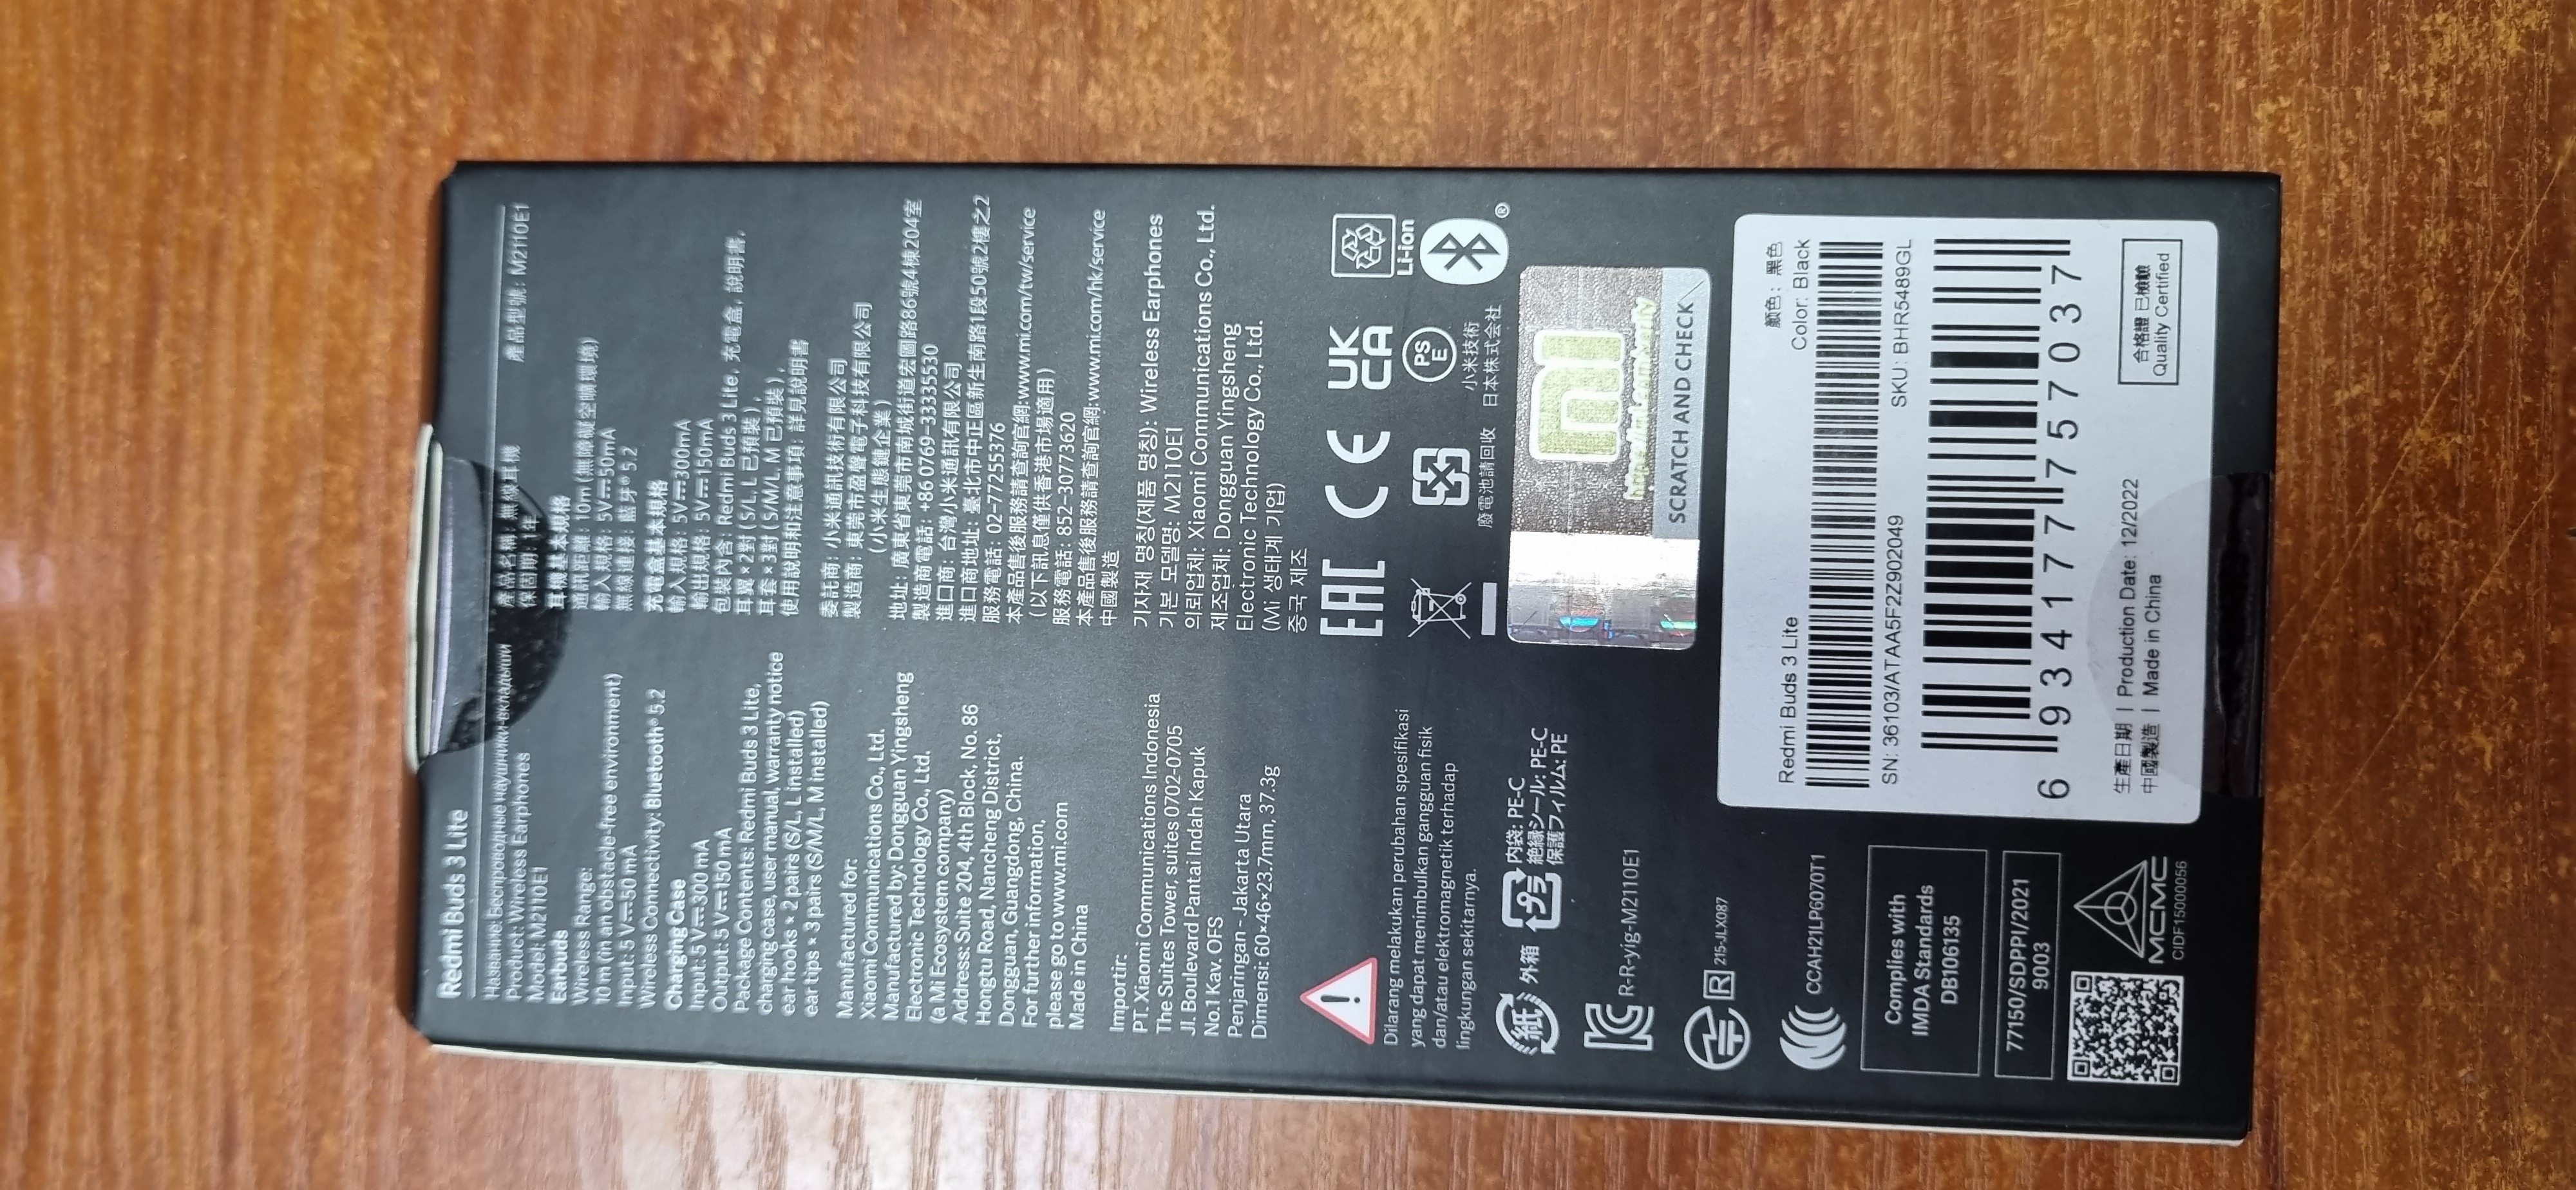 Redmi Buds 3 Lite
Название: Беспроводные наушники-вкладыши
Product: Wireless Earphones
Model: M2110E1
Earbuds
Wireless Range:
10 m (in an obstacle-free environment)
Input: 5 V⎓50 mA
Wireless Connectivity: Bluetooth® 5.2
Charging Case
Input: 5 V⎓300 mA
Output: 5 V⎓150 mA
Package Contents: Redmi Buds 3 Lite,
charging case, user manual, warranty notice
ear hooks × 2 pairs (S/L, L installed)
ear tips × 3 pairs (S/M/L, M installed)
Manufactured for:
Xiaomi Communications Co., Ltd.
Manufactured by: Dongguan Yingsheng
Electronic Technology Co., Ltd.
(a Mi Ecosystem company)
Address: Suite 204, 4th Block, No. 86
Hongtu Road, Nancheng District,
Dongguan, Guangdong, China.
For further information,
please go to www.mi.com
Made in China
Importir:
PT. Xiaomi Communications Indonesia
The Suites Tower, suites 0702-0705
Jl. Boulevard Pantai Indah Kapuk
No.1 Kav. OFS
Penjaringan - Jakarta Utara
Dimensi: 60×46×23.7mm, 37.3g
產品名稱: 無線耳機 產品型號: M2110E1
保固期: 1年
耳機基本規格
通訊距離: 10m (無障礙空曠環境)
輸入規格: 5V⎓50mA
無線連接: 藍牙® 5.2
充電盒基本規格
輸入規格: 5V⎓300mA
輸出規格: 5V⎓150mA
包裝內含: Redmi Buds 3 Lite, 充電盒, 說明書,
耳翼×2對 (S/L, L 已預裝),
耳套×3對 (S/M/L, M 已預裝),
使用說明和注意事項: 詳見說明書
委託商: 小米通訊技術有限公司
製造商: 東莞市盈聲電子科技有限公司
(小米生態鏈企業)
地址: 廣東省東莞市南城街道宏圖路86號4棟204室
製造商電話: +86 0769-33335530
進口商: 台灣小米通訊有限公司
進口商地址: 臺北市中正區新生南路1段50號2樓之2
服務電話: 02-77255376
本產品售後服務請查詢官網:www.mi.com/tw/service
(以下訊息僅供香港市場適用)
服務電話: 852-30773620
本產品售後服務請查詢官網:www.mi.com/hk/service
中國製造
기자재 명칭(제품 명칭): Wireless Earphones
기본 모델명: M2110E1
의뢰업체: Xiaomi Communications Co., Ltd.
제조업체: Dongguan Yingsheng
Electronic Technology Co., Ltd.
(Mi 생태계 기업)
중국 제조
Dilarang melakukan perubahan spesifikasi
yang dapat menimbulkan gangguan fisik
dan/atau elektromagnetik terhadap
lingkungan sekitarnya.
EAC CE UK CA Li-ion
廢電池請回收
PS E
小米技術
日本株式会社
紙 外箱 プラ 内袋: PE-C
絶縁シール: PE-C
保護フィルム: PE
R-R-yig-M2110E1
R 215-JLX087
CCAH21LP6070T1
Complies with
IMDA Standards
DB106135
77150/SDPPI/2021
9003
MCMC
CIDF15000056
mi
SCRATCH AND CHECK
Redmi Buds 3 Lite
颜色: 黑色
Color: Black
SN: 36103/ATAA5F2Z902049 SKU: BHR5489GL
6 934177 757037
生產日期 | Production Date: 12/2022
中國製造 | Made in China
合格證 已檢驗
Quality Certified